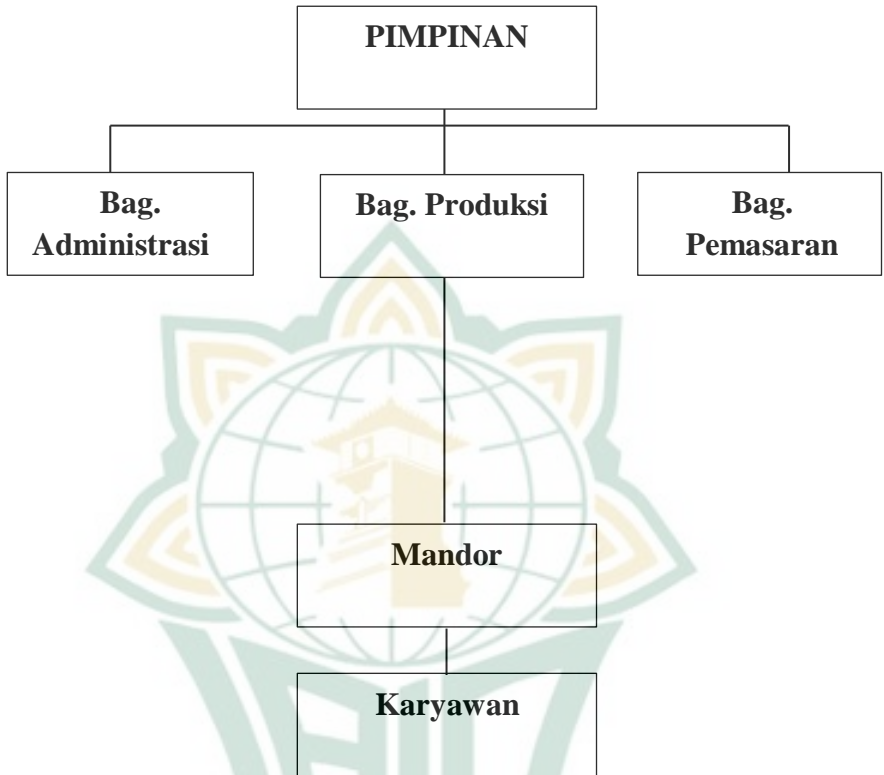 PIMPINAN
Bag.
Administrasi
Bag. Produksi
Bag.
Pemasaran
Mandor
Karyawan